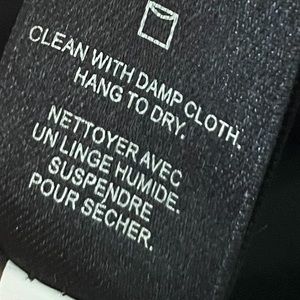 CLEAN WITH DAMP CLOTH.
HANG TO DRY.
NETTOYER AVEC
UN LINGE HUMIDE.
SUSPENDRE
POUR SÉCHER.